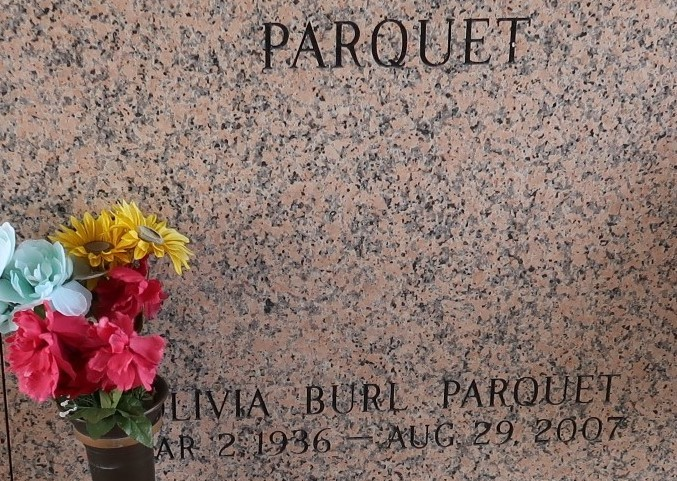 PARQUET
LIVIA BURL PARQUET
AR 2, 1936 — AUG. 29, 2007